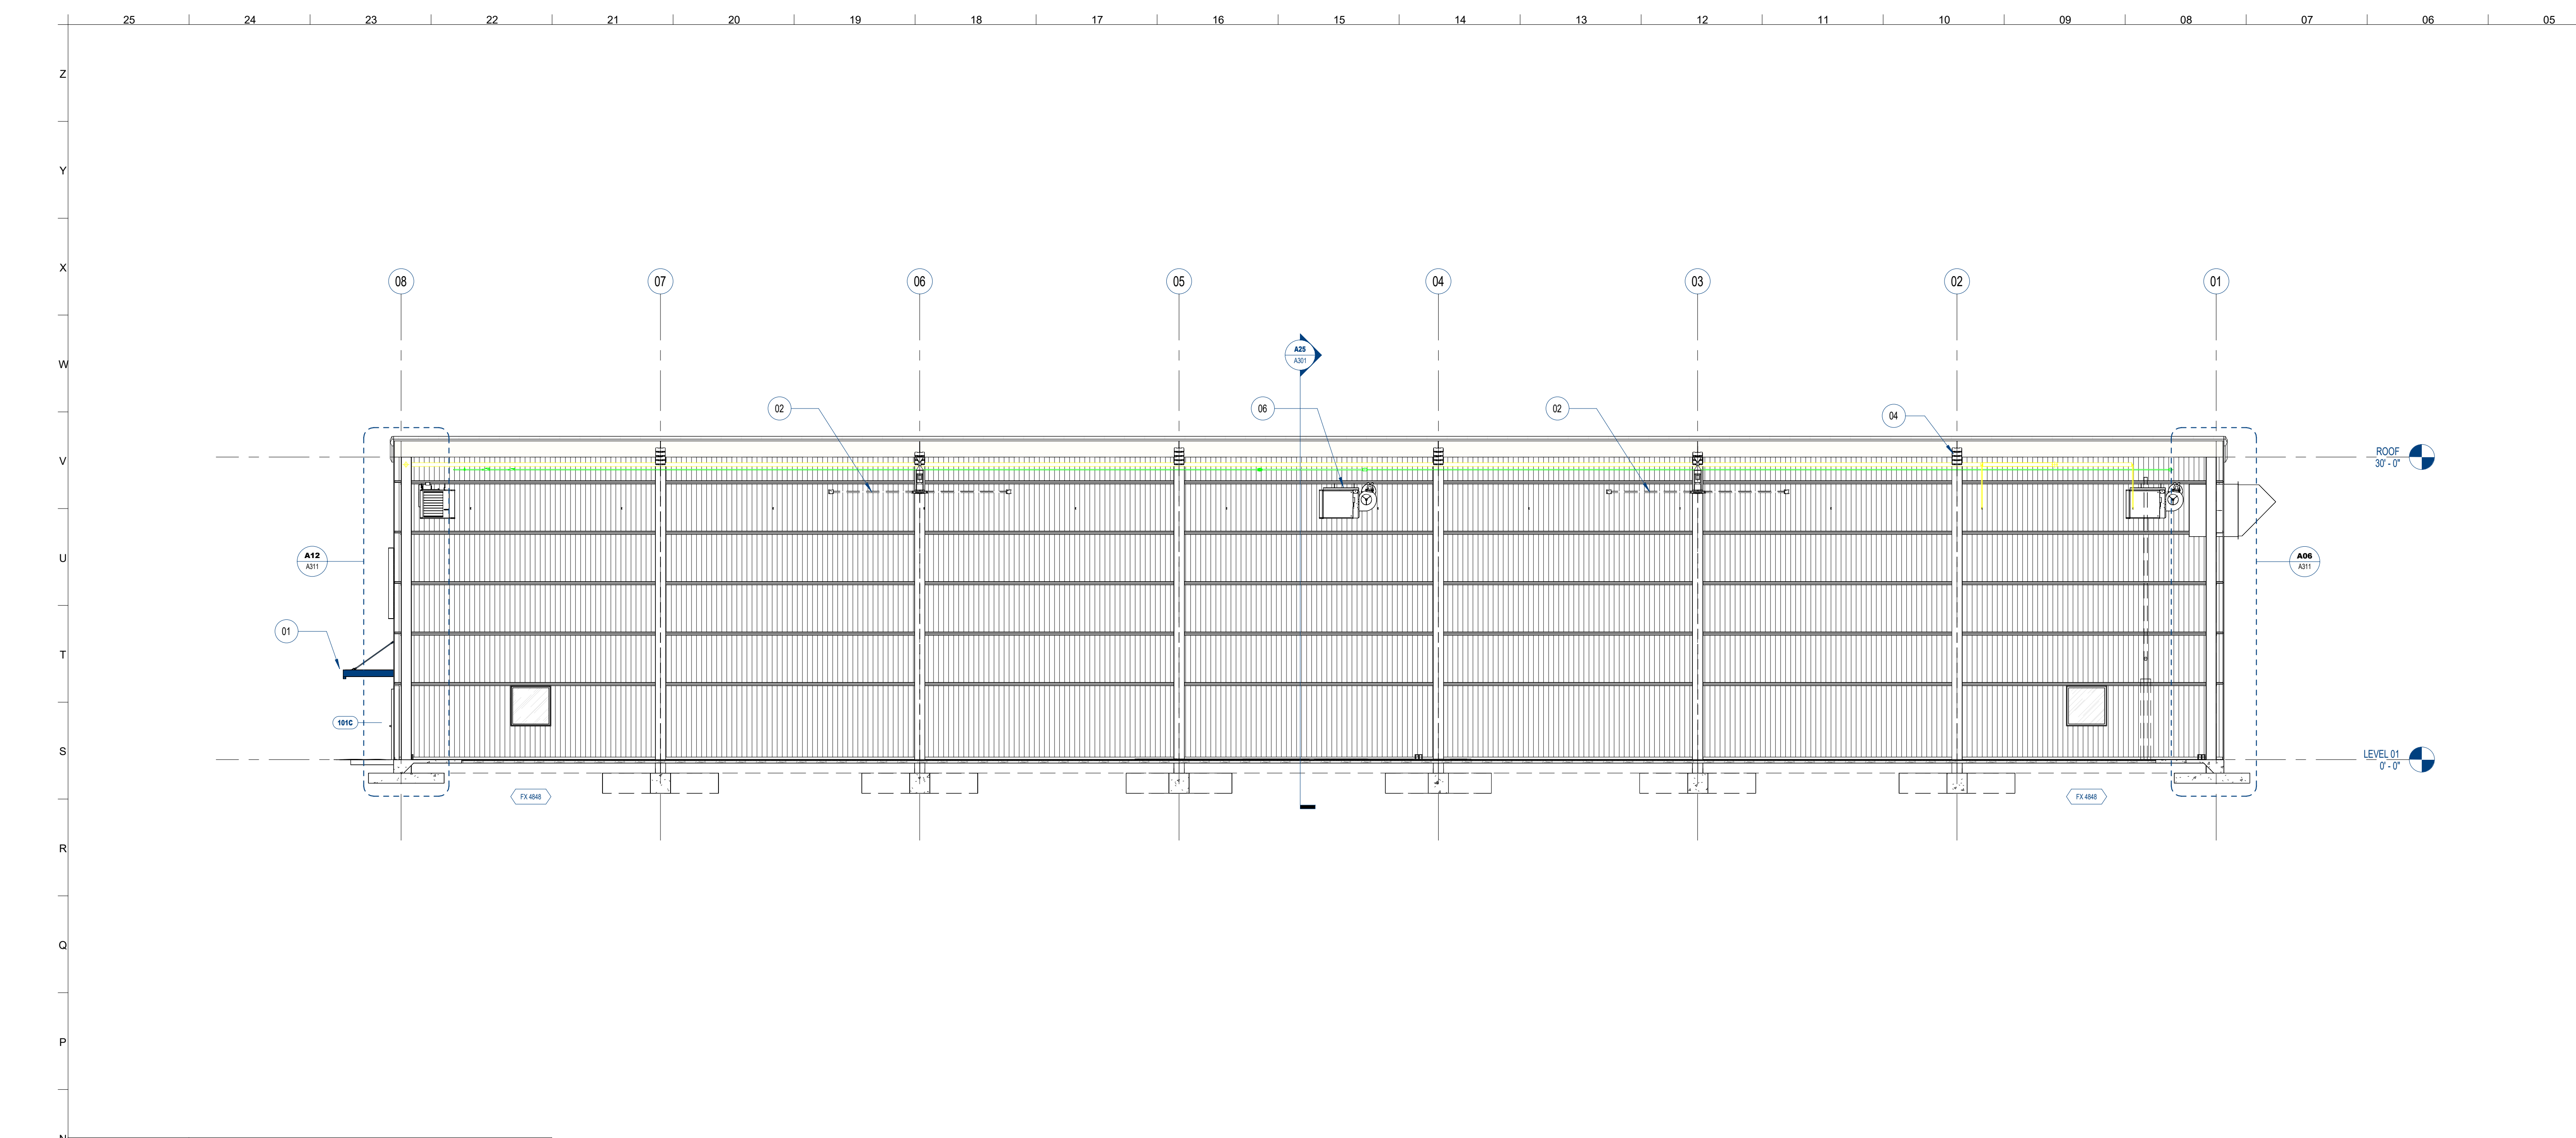 25 24 23 22 21 20 19 18 17 16 15 14 13 12 11 10 09 08 07 06 05
Z
Y
X
08 07 06 05 04 03 02 01
W
A25
A301
02 06 02 04
V
ROOF
30' - 0"
U
A12
A311
A06
A311
01
T
101C
S
LEVEL 01
0' - 0"
FX 4848 FX 4848
R
Q
P
N